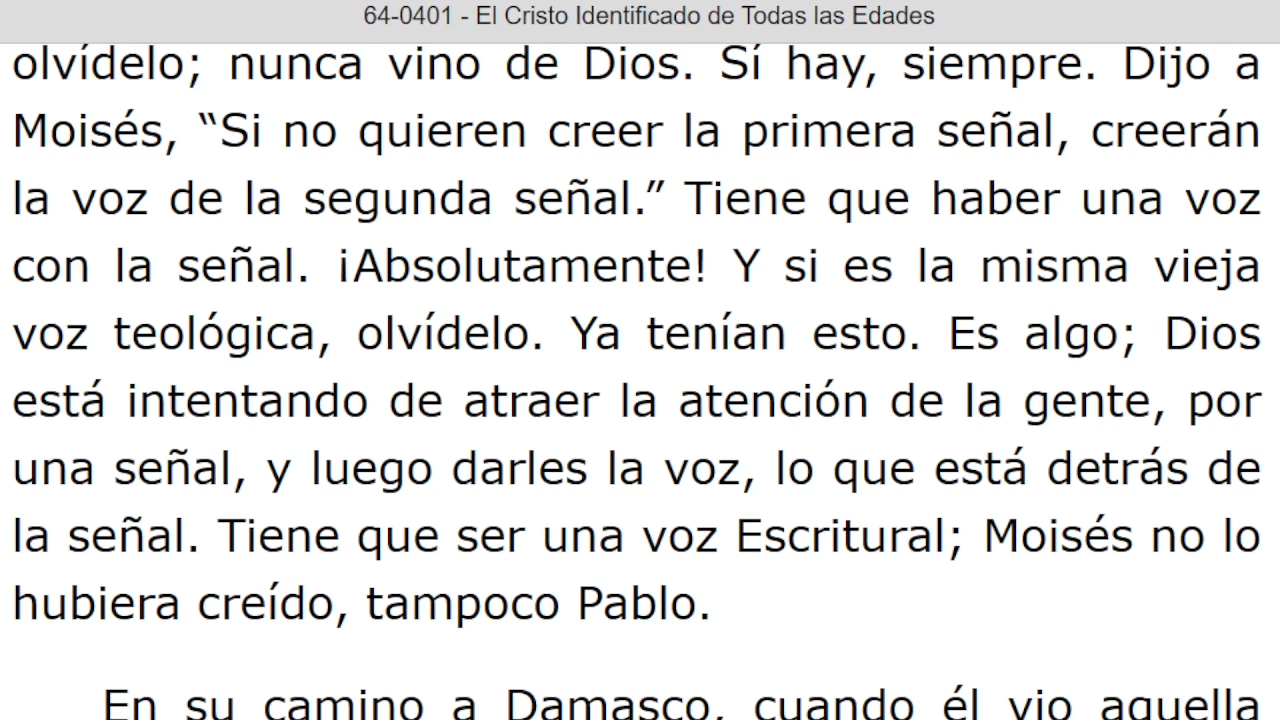 64-0401 - El Cristo Identificado de Todas las Edades
olvídelo; nunca vino de Dios. Sí hay, siempre. Dijo a
Moisés, “Si no quieren creer la primera señal, creerán
la voz de la segunda señal.” Tiene que haber una voz
con la señal. ¡Absolutamente! Y si es la misma vieja
voz teológica, olvídelo. Ya tenían esto. Es algo; Dios
está intentando de atraer la atención de la gente, por
una señal, y luego darles la voz, lo que está detrás de
la señal. Tiene que ser una voz Escritural; Moisés no lo
hubiera creído, tampoco Pablo.
En su camino a Damasco, cuando él vio aquella